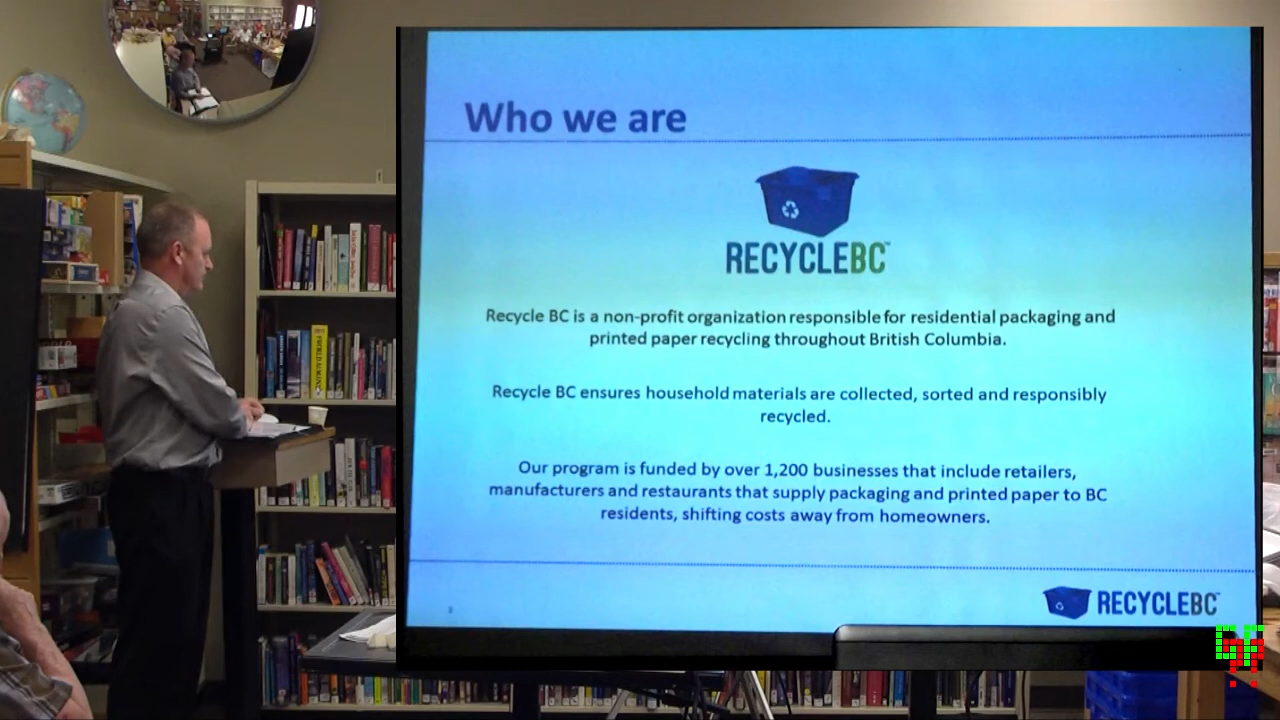 Who we are
RECYCLEBC™
Recycle BC is a non-profit organization responsible for residential packaging and
printed paper recycling throughout British Columbia.
Recycle BC ensures household materials are collected, sorted and responsibly
recycled.
Our program is funded by over 1,200 businesses that include retailers,
manufacturers and restaurants that supply packaging and printed paper to BC
residents, shifting costs away from homeowners.
3
RECYCLEBC™